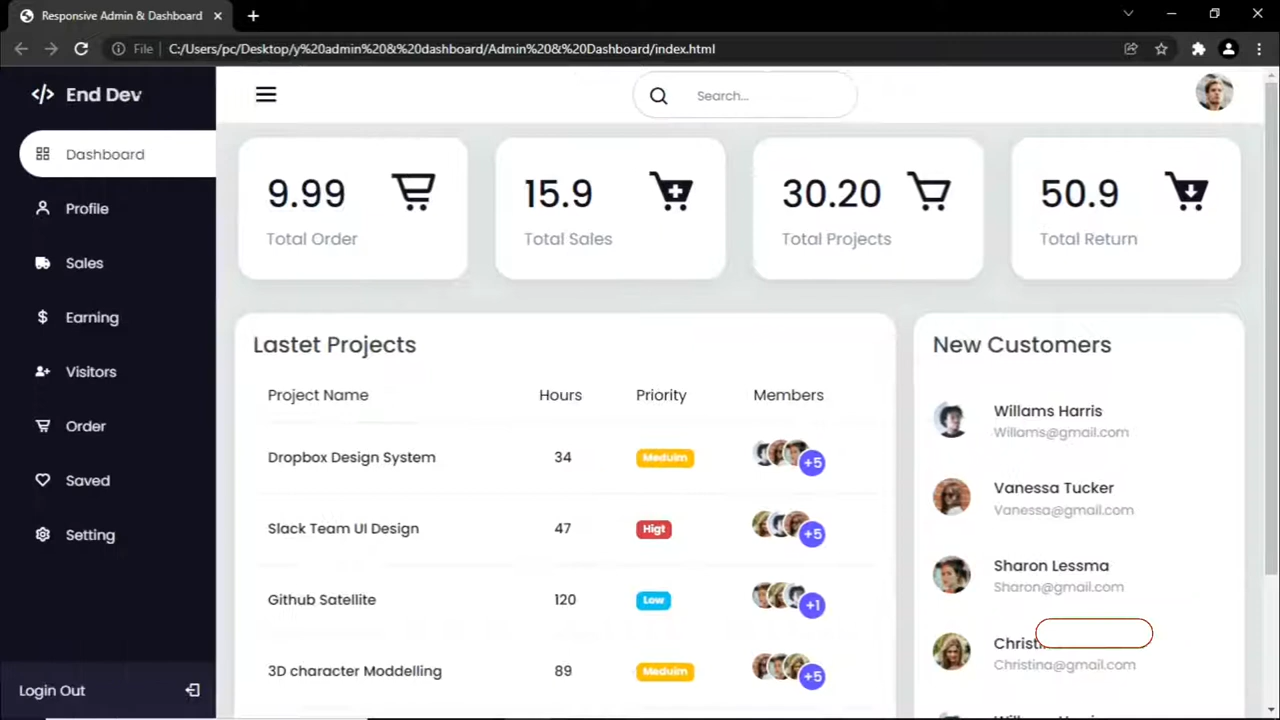 Responsive Admin & Dashboard
File C:/Users/pc/Desktop/y%20admin%20&%20dashboard/Admin%20&%20Dashboard/index.html
</> End Dev
Search...
Dashboard
Profile
Sales
$ Earning
Visitors
Order
Saved
Setting
Login Out
9.99
Total Order
15.9
Total Sales
30.20
Total Projects
50.9
Total Return
Lastet Projects
Project Name Hours Priority Members
Dropbox Design System 34 Meduim +5
Slack Team UI Design 47 Higt +5
Github Satellite 120 Low +1
3D character Moddelling 89 Meduim +5
New Customers
Willams Harris
Willams@gmail.com
Vanessa Tucker
Vanessa@gmail.com
Sharon Lessma
Sharon@gmail.com
Christina@gmail.com